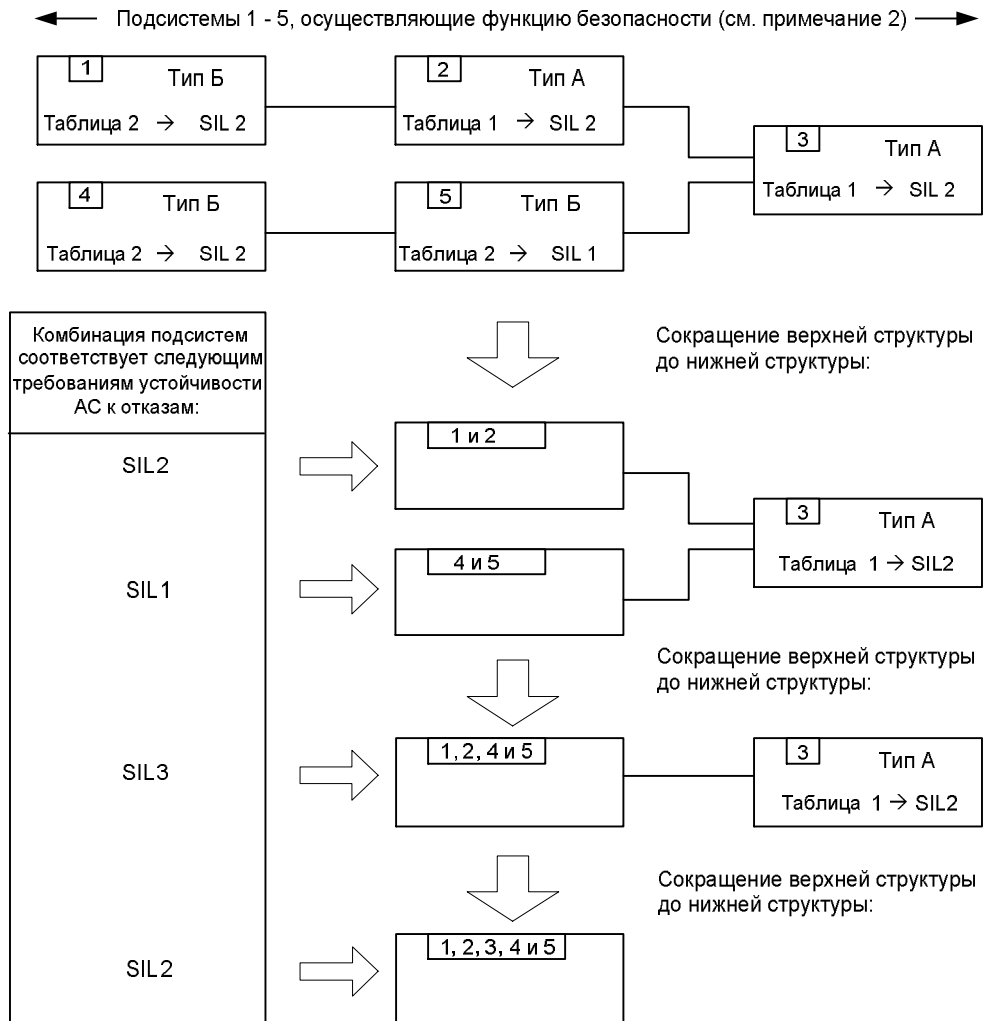 Подсистемы 1 - 5, осуществляющие функцию безопасности (см. примечание 2)
1
Тип Б
Таблица 2 → SIL 2
2
Тип А
Таблица 1 → SIL 2
3
Тип А
Таблица 1 → SIL 2
4
Тип Б
Таблица 2 → SIL 2
5
Тип Б
Таблица 2 → SIL 1
Комбинация подсистем
соответствует следующим
требованиям устойчивости
АС к отказам:
Сокращение верхней структуры
до нижней структуры:
SIL2
1 и 2
3
Тип А
Таблица 1 → SIL2
SIL1
4 и 5
Сокращение верхней структуры
до нижней структуры:
SIL3
1, 2, 4 и 5
3
Тип А
Таблица 1 → SIL2
Сокращение верхней структуры
до нижней структуры:
SIL2
1, 2, 3, 4 и 5